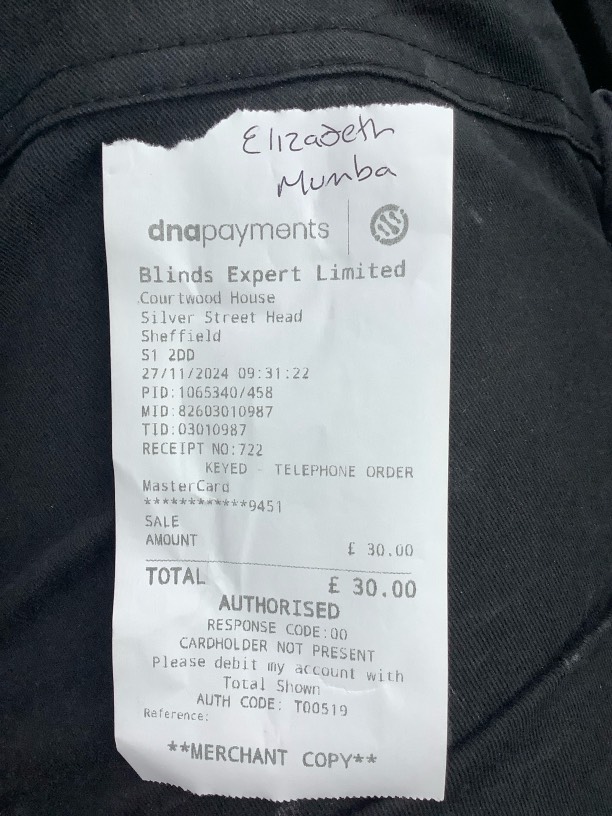 Elizabeth
Mumba
dnapayments
Blinds Expert Limited
Courtwood House
Silver Street Head
Sheffield
S1 2DD
27/11/2024 09:31:22
PID:1065340/458
MID:82603010987
TID:03010987
RECEIPT NO:722
KEYED - TELEPHONE ORDER
MasterCard
************9451
SALE
AMOUNT £ 30.00
TOTAL £ 30.00
AUTHORISED
RESPONSE CODE:00
CARDHOLDER NOT PRESENT
Please debit my account with
Total Shown
AUTH CODE: T00519
Reference:
**MERCHANT COPY**